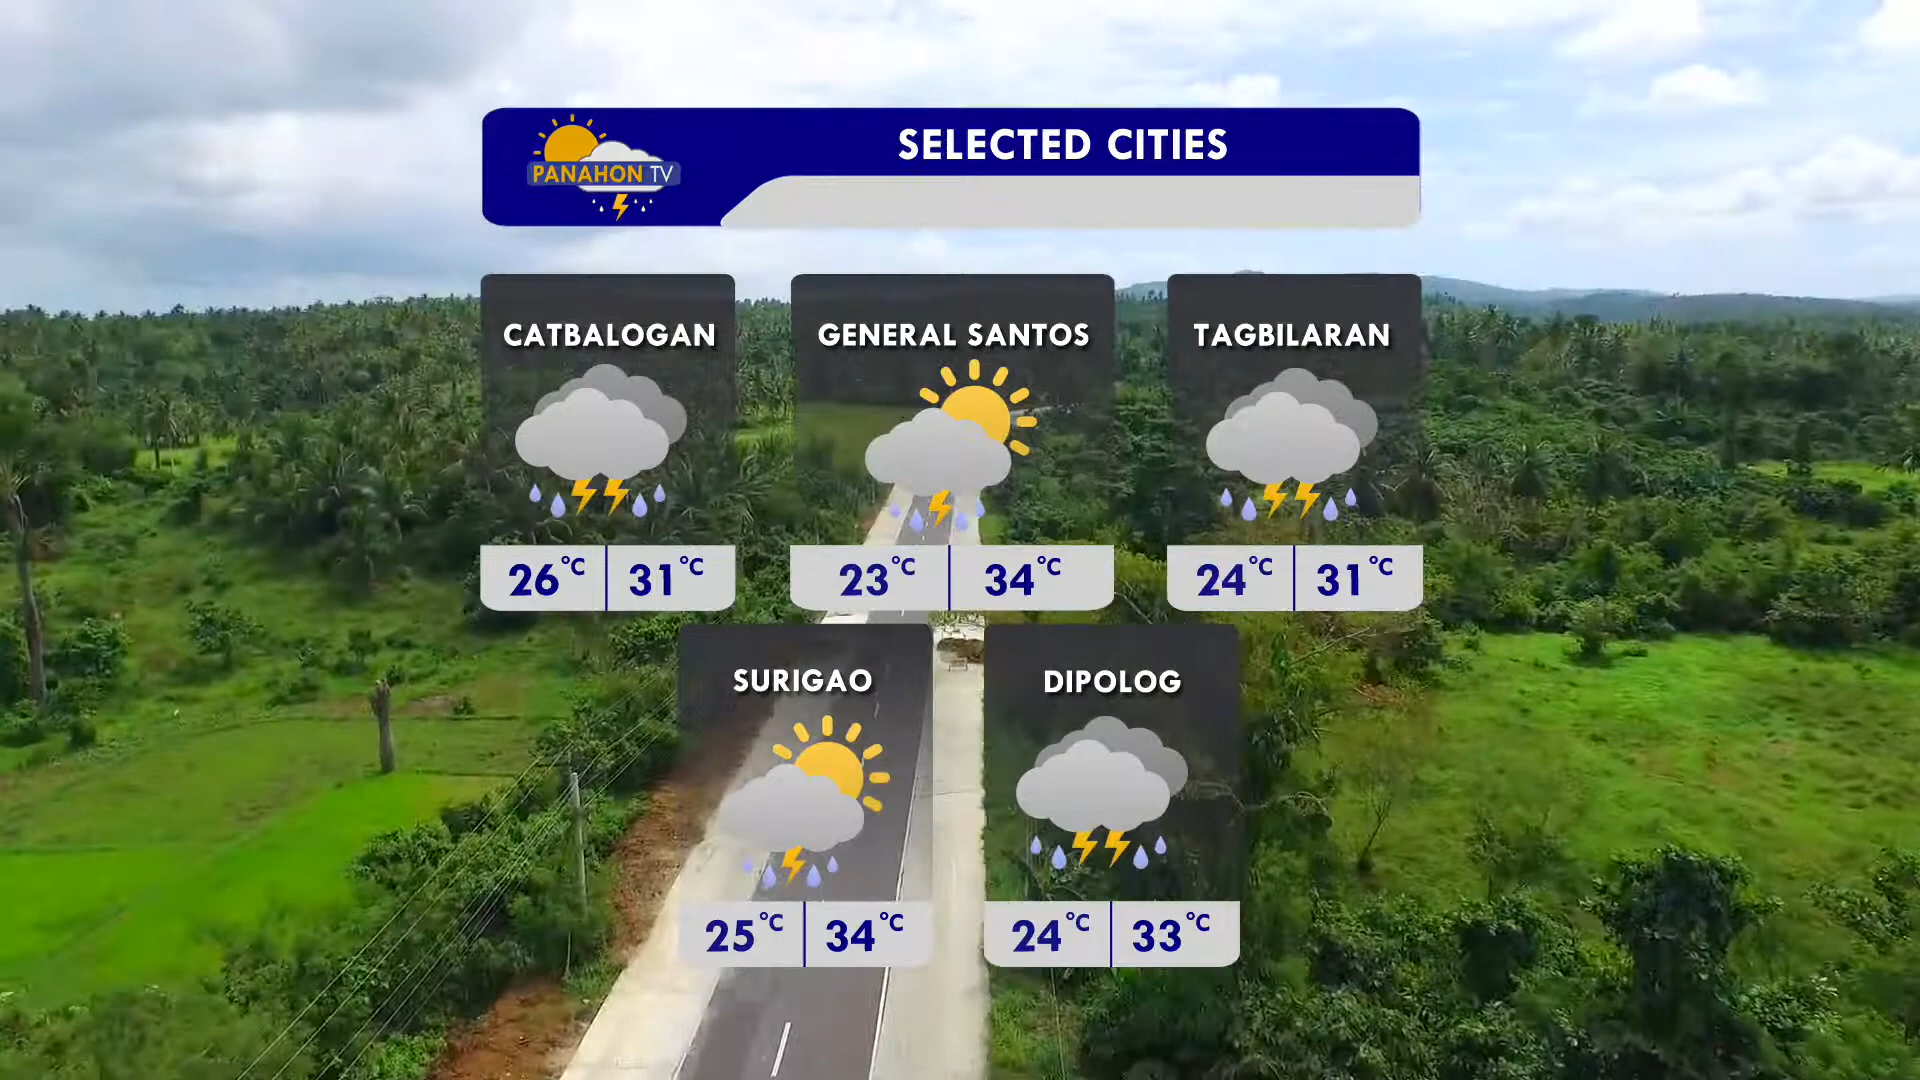 SELECTED CITIES
PANAHON TV
CATBALOGAN
26°C 31°C
GENERAL SANTOS
23°C 34°C
TAGBILARAN
24°C 31°C
SURIGAO
25°C 34°C
DIPOLOG
24°C 33°C